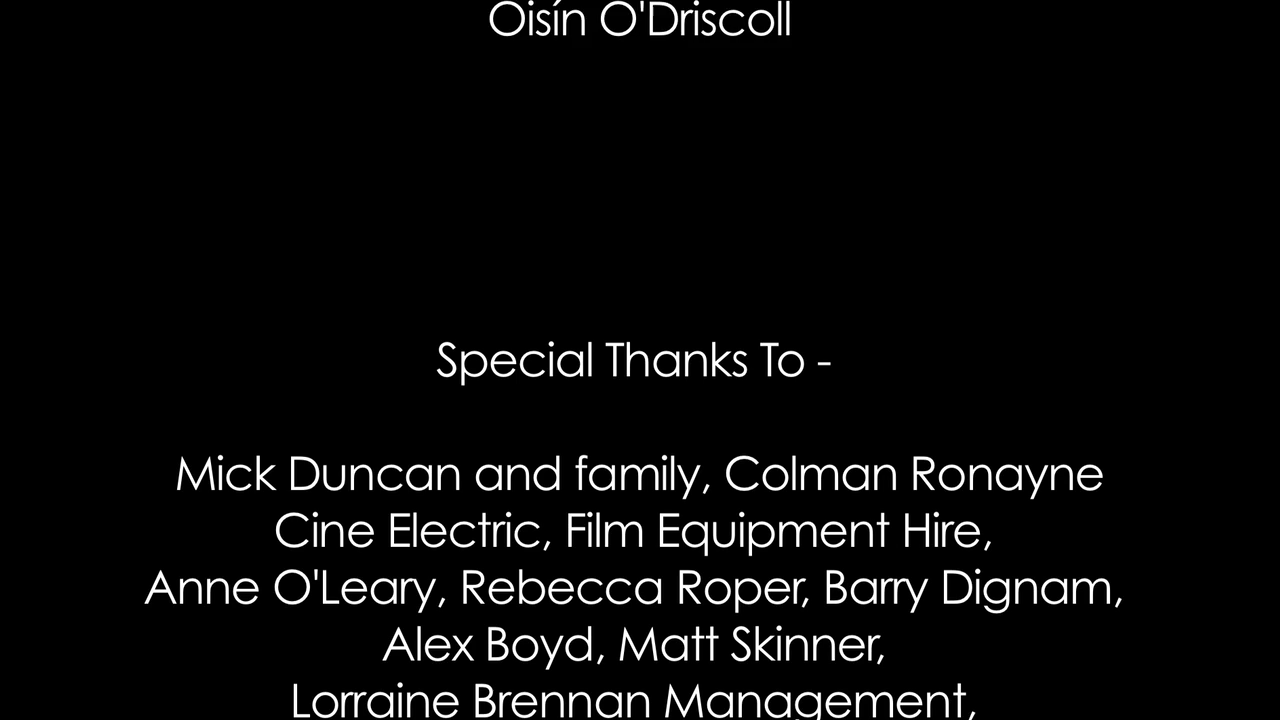 Oisín O'Driscoll
Special Thanks To -
Mick Duncan and family, Colman Ronayne
Cine Electric, Film Equipment Hire,
Anne O'Leary, Rebecca Roper, Barry Dignam,
Alex Boyd, Matt Skinner,
Lorraine Brennan Management,